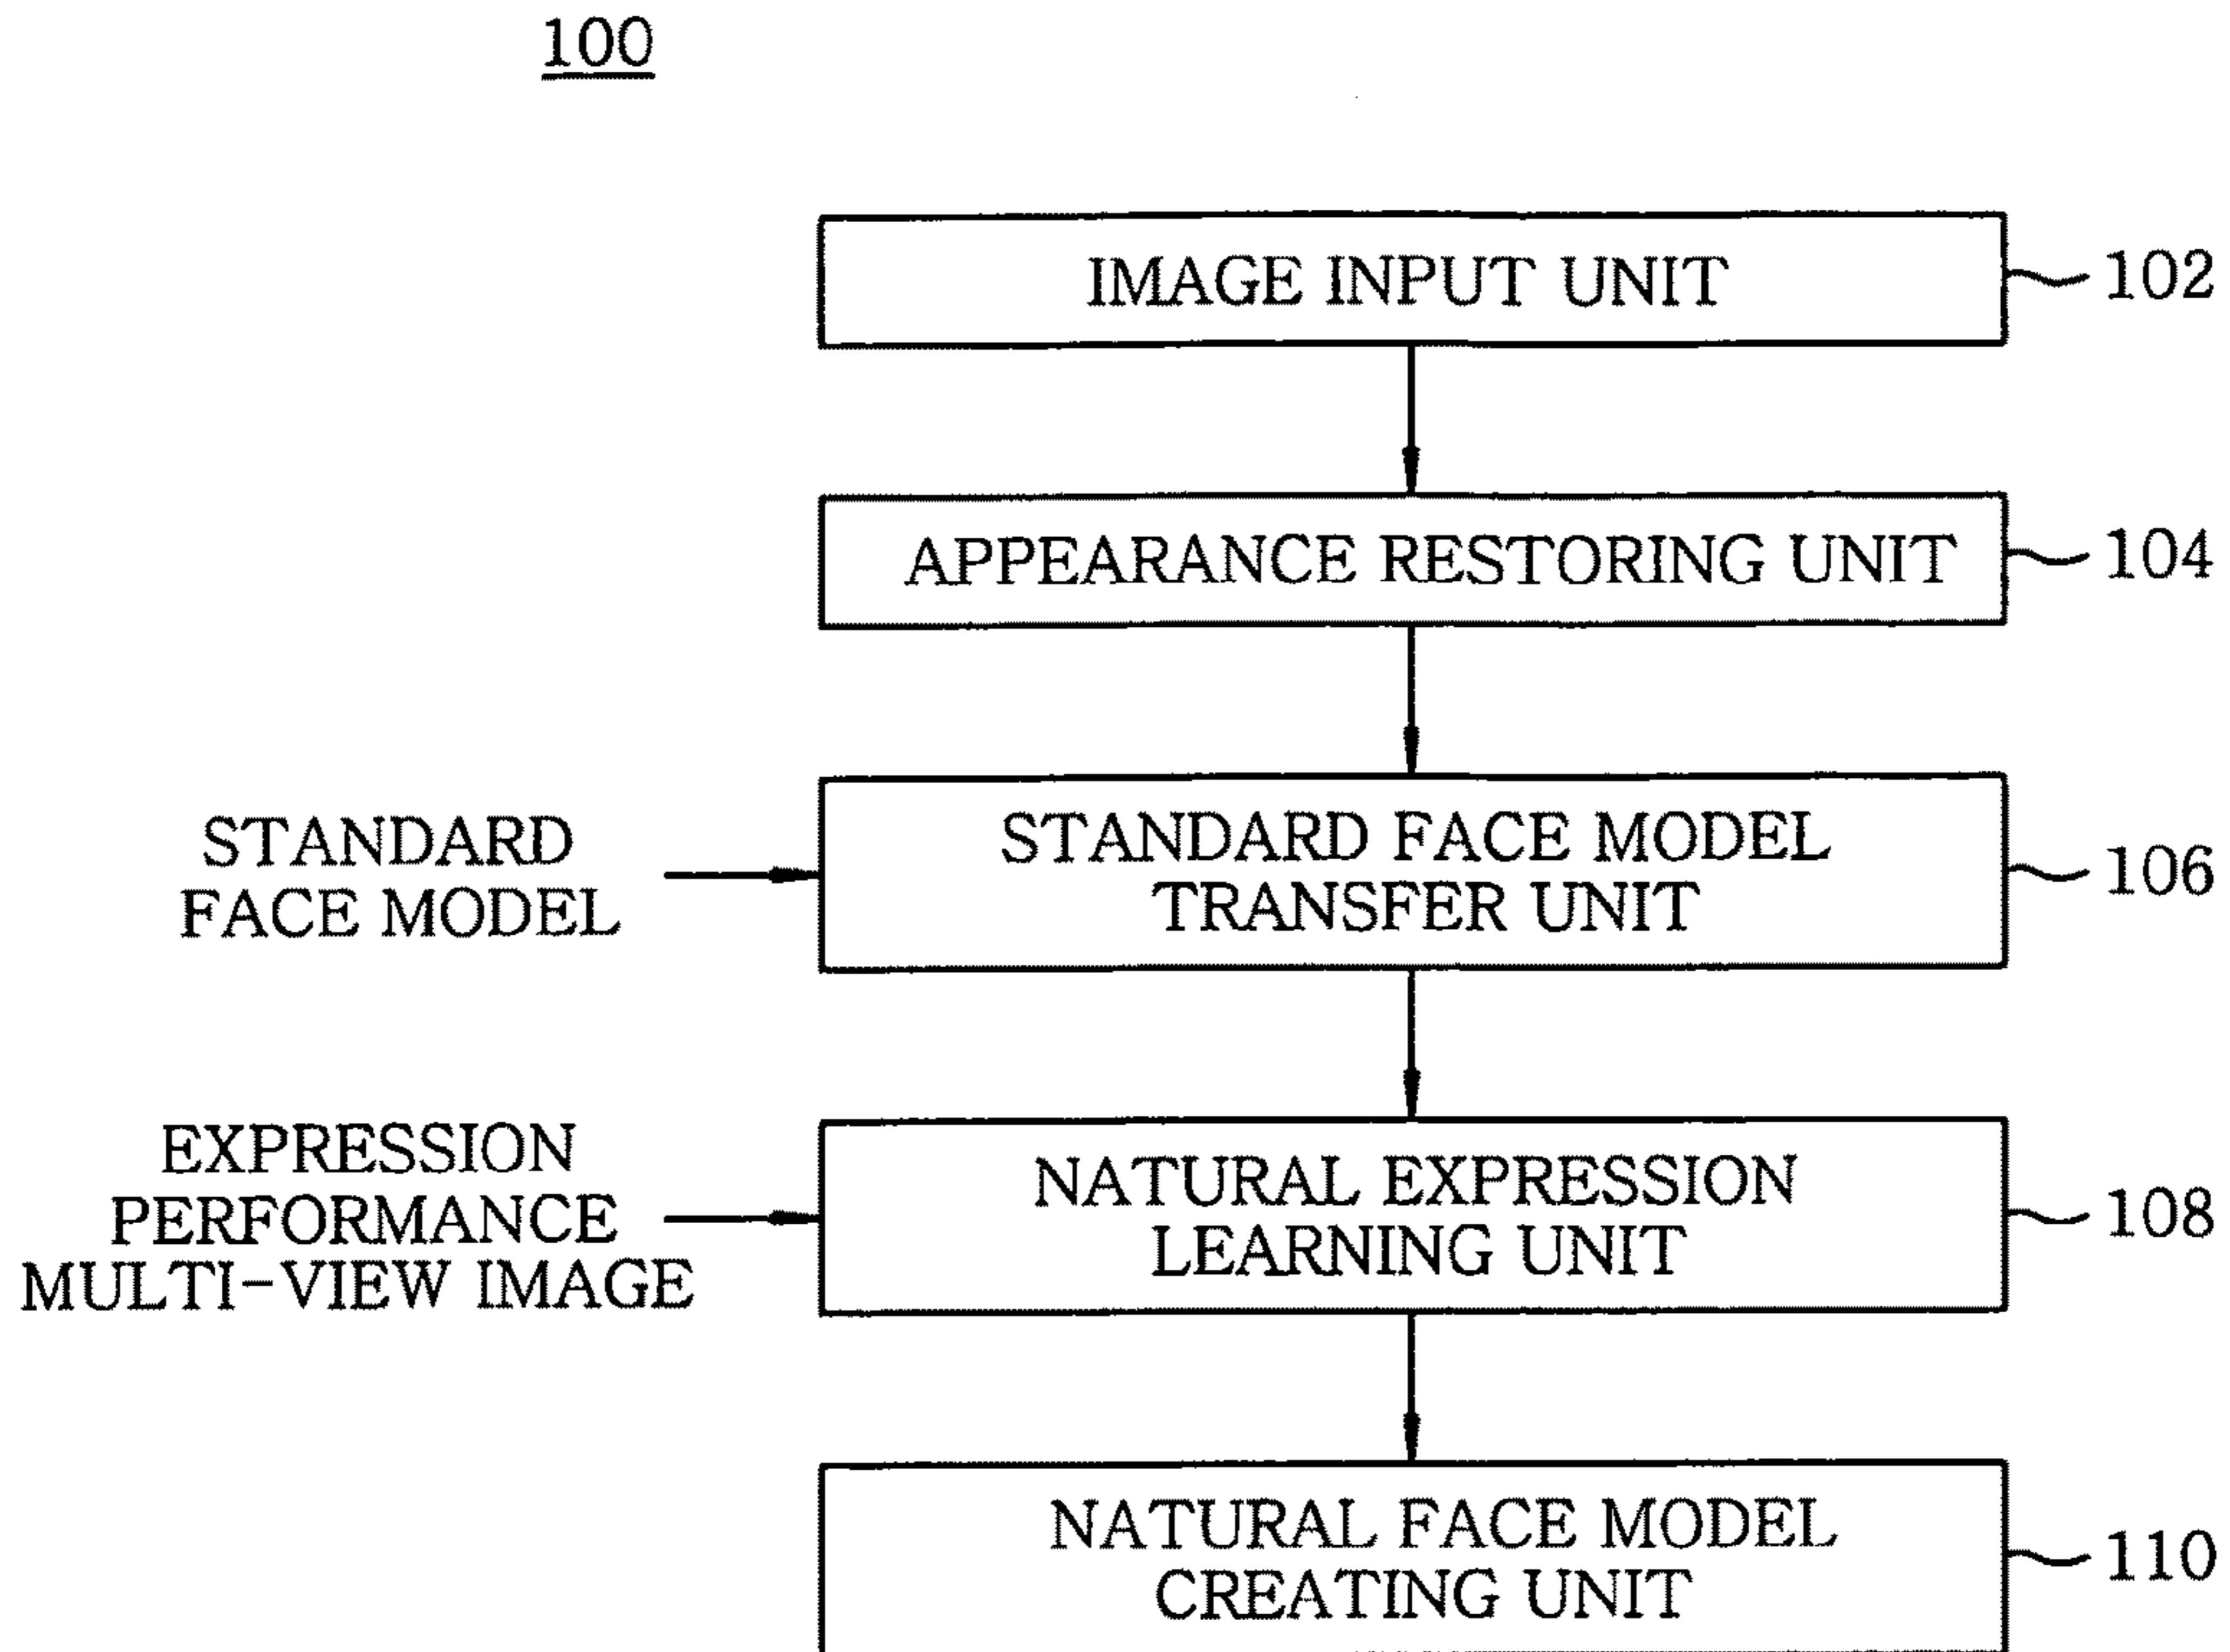 100
IMAGE INPUT UNIT
102
APPEARANCE RESTORING UNIT
104
STANDARD
FACE MODEL
STANDARD FACE MODEL
TRANSFER UNIT
106
EXPRESSION
PERFORMANCE
MULTI-VIEW IMAGE
NATURAL EXPRESSION
LEARNING UNIT
108
NATURAL FACE MODEL
CREATING UNIT
110